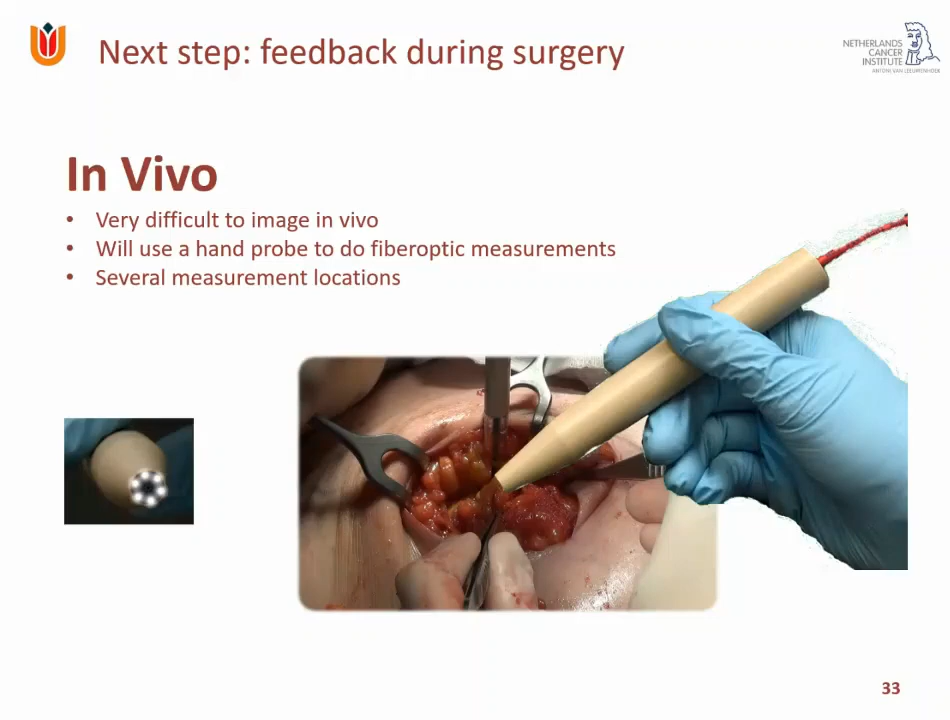 Next step: feedback during surgery
NETHERLANDS
CANCER
INSTITUTE
ANTONI VAN LEEUWENHOEK
In Vivo
• Very difficult to image in vivo
• Will use a hand probe to do fiberoptic measurements
• Several measurement locations
33